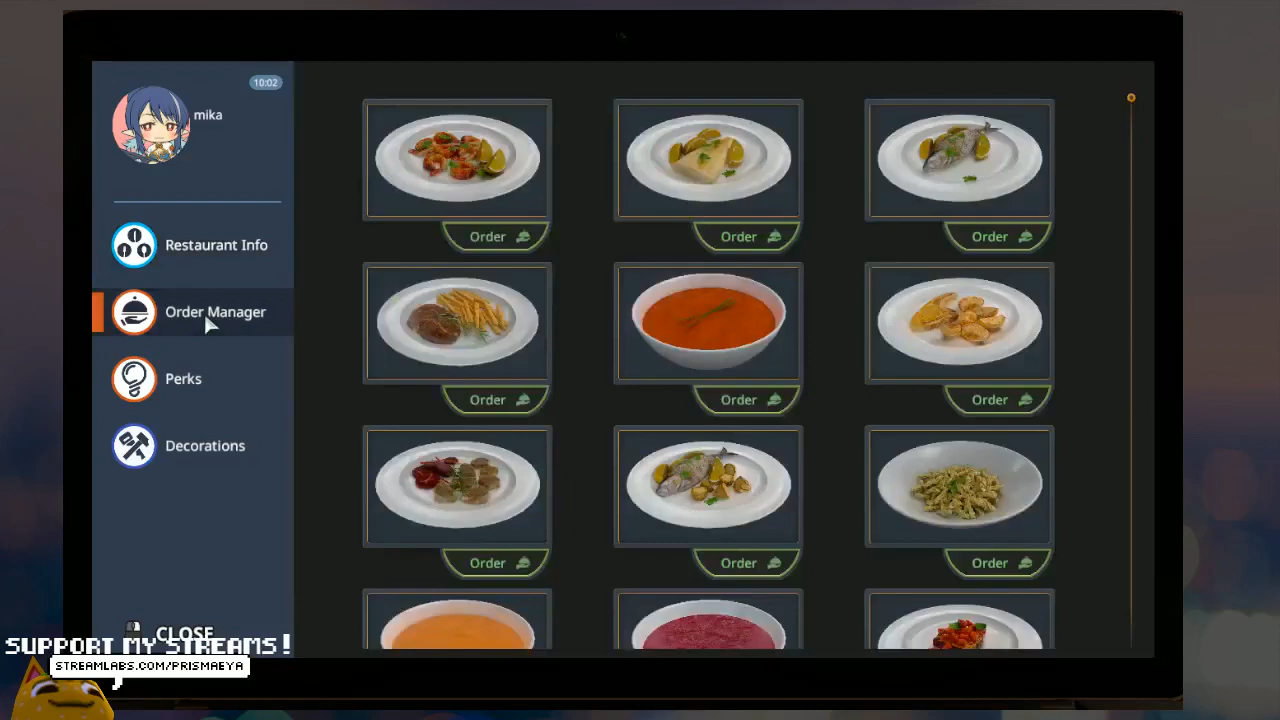 10:02
mika
Restaurant Info
Order Manager
Perks
Decorations
CLOSE
Order
Order
Order
Order
Order
Order
Order
Order
Order
SUPPORT MY STREAMS!
STREAMLABS.COM/PRISMAEYA